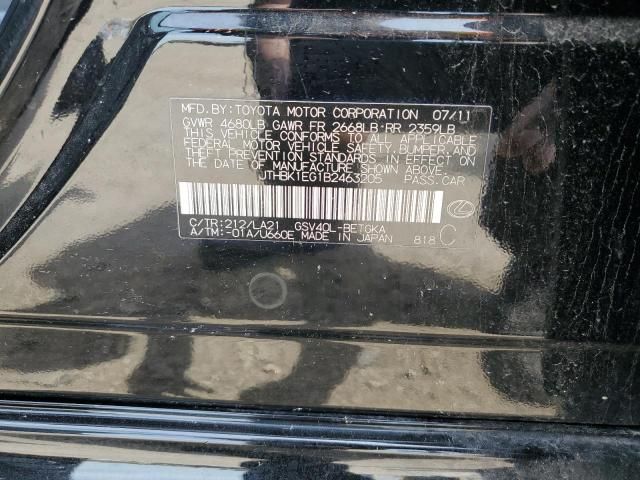 MFD.BY:TOYOTA MOTOR CORPORATION 07/11
GVWR 4680LB GAWR FR 2668LB RR 2359LB
THIS VEHICLE CONFORMS TO ALL APPLICABLE
FEDERAL MOTOR VEHICLE SAFETY, BUMPER, AND
THEFT PREVENTION STANDARDS IN EFFECT ON
THE DATE OF MANUFACTURE SHOWN ABOVE.
JTHBK1EG1B2463205 PASS.CAR
C/TR:212/LA21 GSV40L-BETGKA
A/TM:-01A/U660E MADE IN JAPAN 818 C